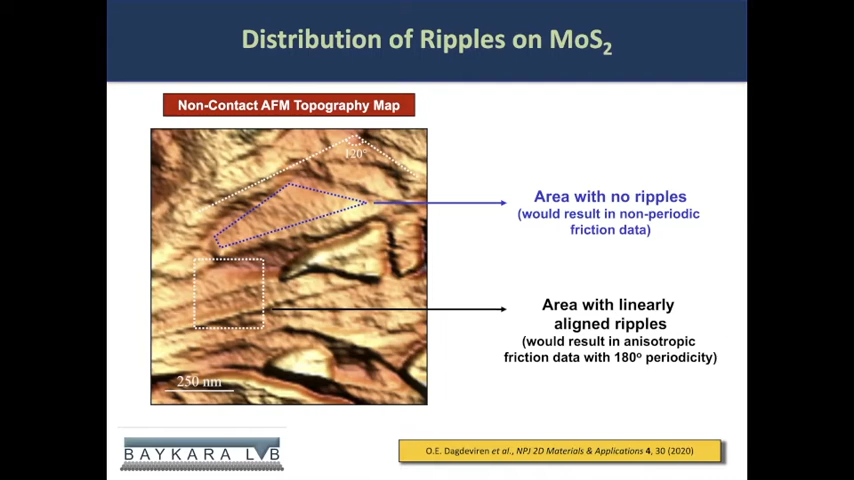 Distribution of Ripples on MoS₂
Non-Contact AFM Topography Map
120°
Area with no ripples
(would result in non-periodic
friction data)
Area with linearly
aligned ripples
(would result in anisotropic
friction data with 180º periodicity)
250 nm
BAYKARA LAB
O.E. Dagdeviren et al., NPJ 2D Materials & Applications 4, 30 (2020)